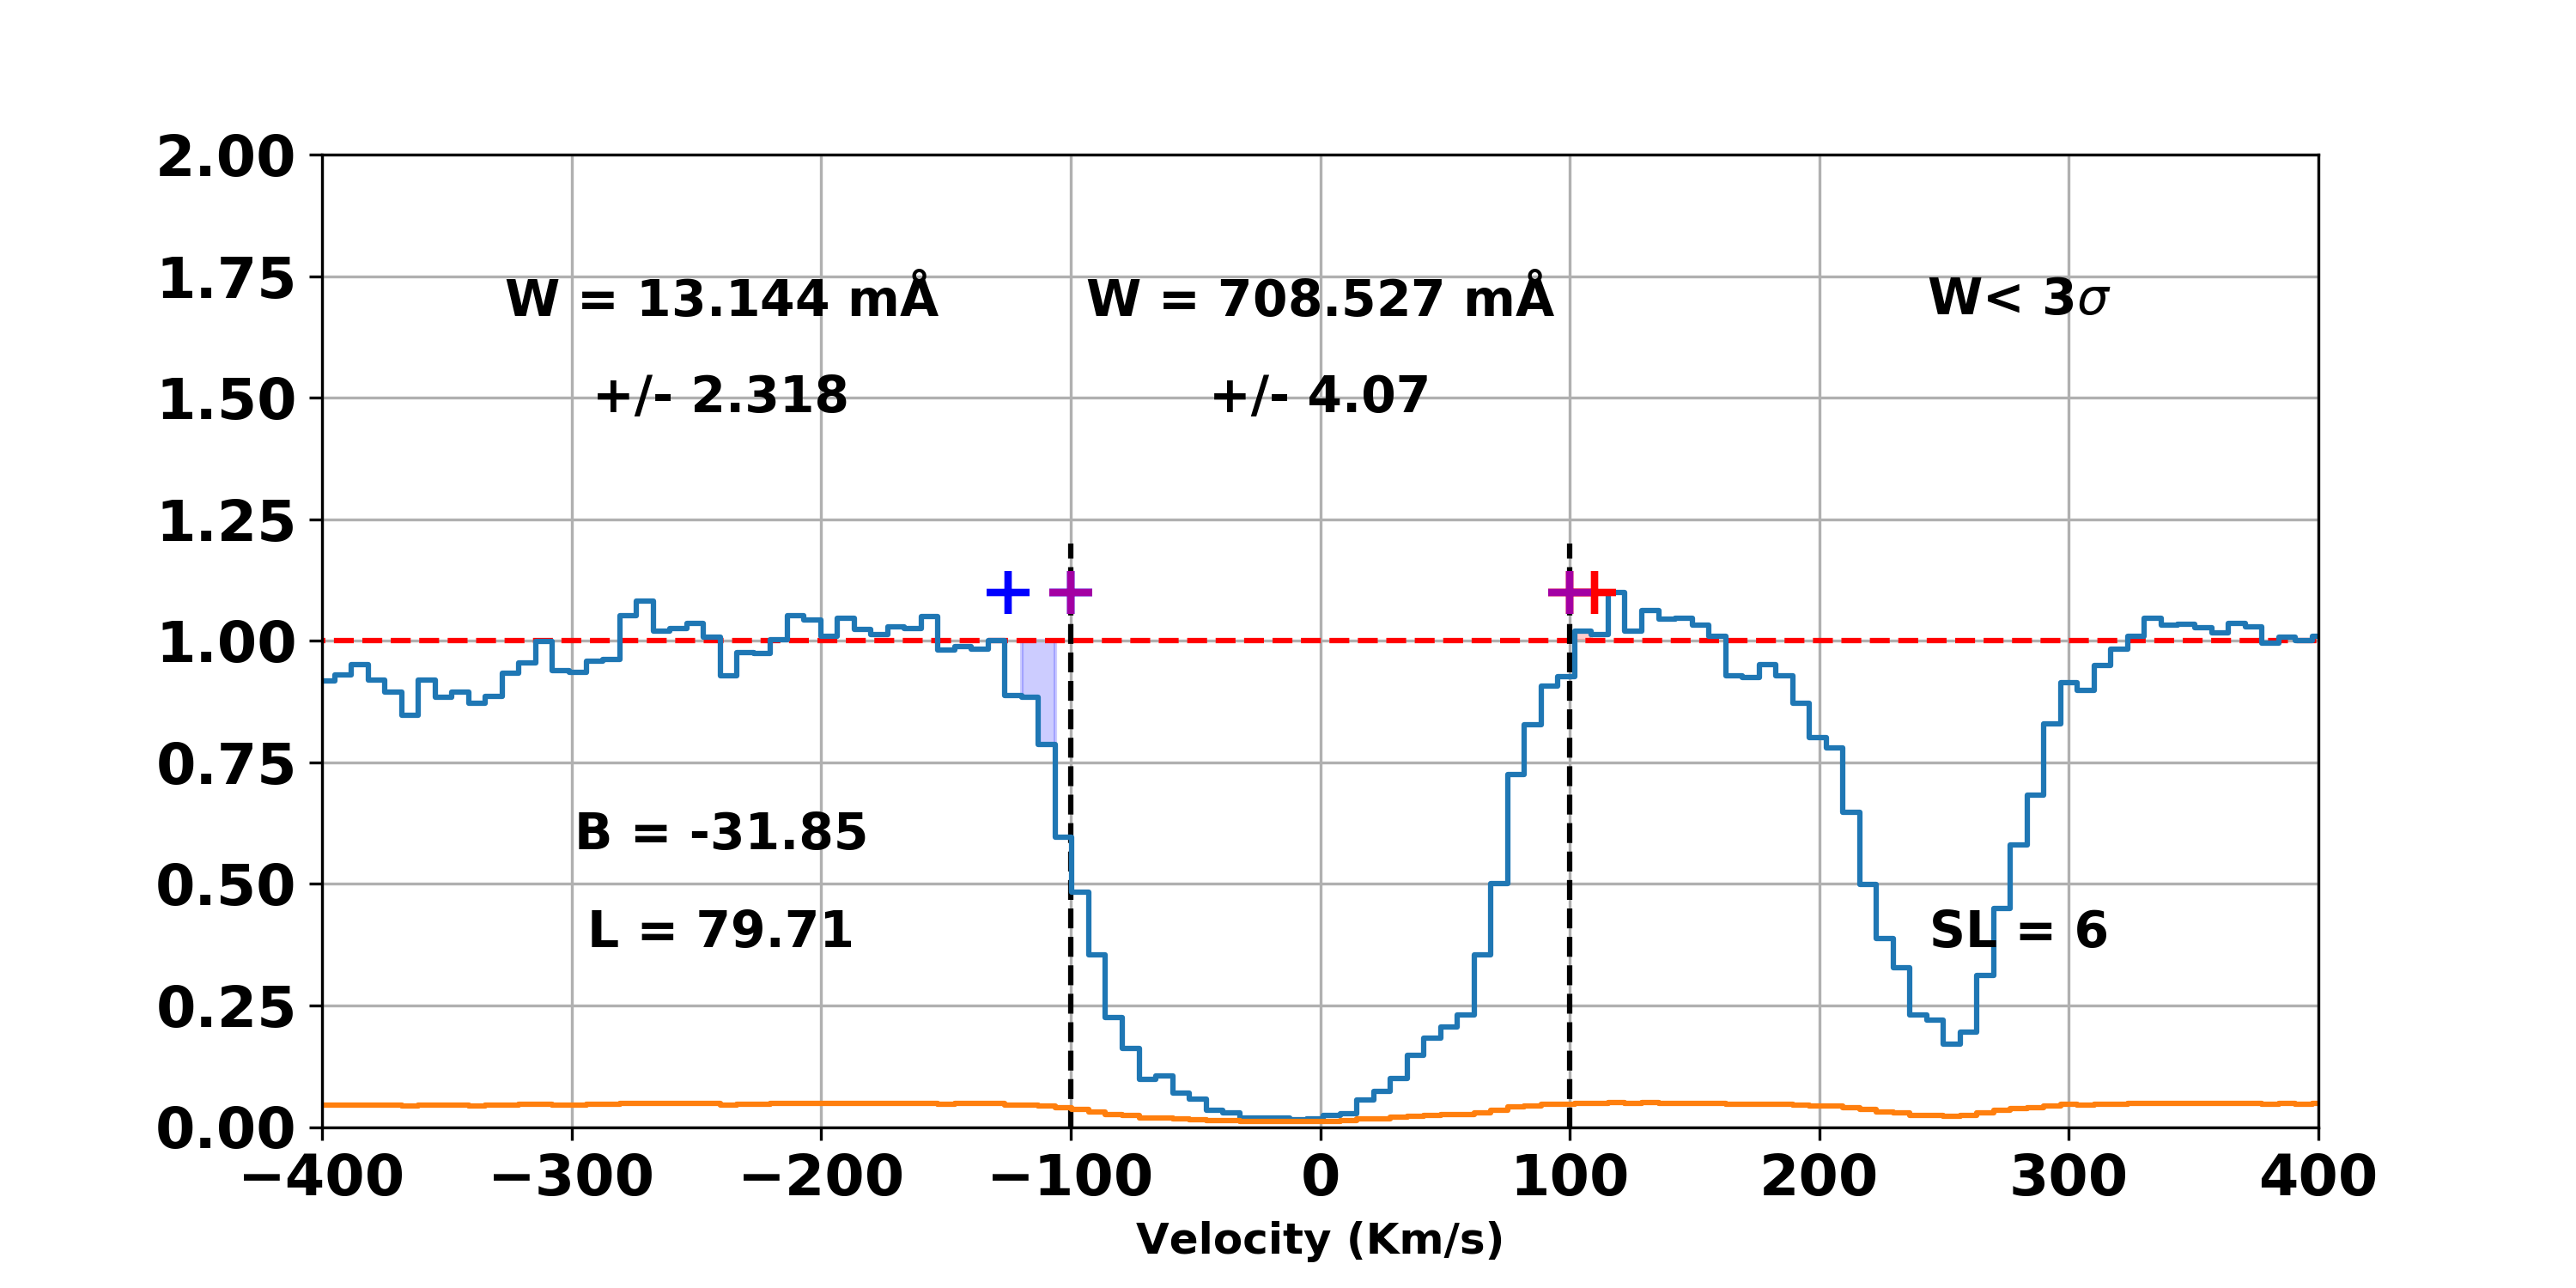 2.00
1.75
W = 13.144 mÅ W = 708.527 mÅ W< 3σ
1.50
+/- 2.318 +/- 4.07
1.25
1.00
0.75
B = -31.85
0.50
L = 79.71 SL = 6
0.25
0.00
−400 −300 −200 −100 0 100 200 300 400
Velocity (Km/s)